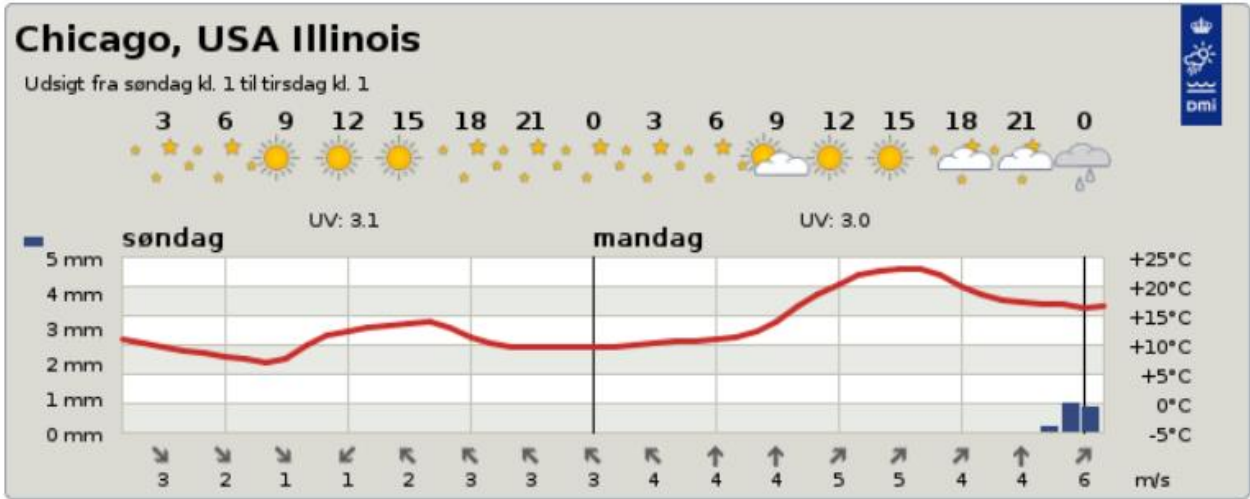 Chicago, USA Illinois
Udsigt fra søndag kl. 1 til tirsdag kl. 1
DMi
3 6 9 12 15 18 21 0 3 6 9 12 15 18 21 0
UV: 3.1 UV: 3.0
søndag mandag
5 mm +25°C
4 mm +20°C
3 mm +15°C
2 mm +10°C
+5°C
1 mm 0°C
0 mm -5°C
3 2 1 1 2 3 3 3 4 4 4 5 5 4 4 6 m/s